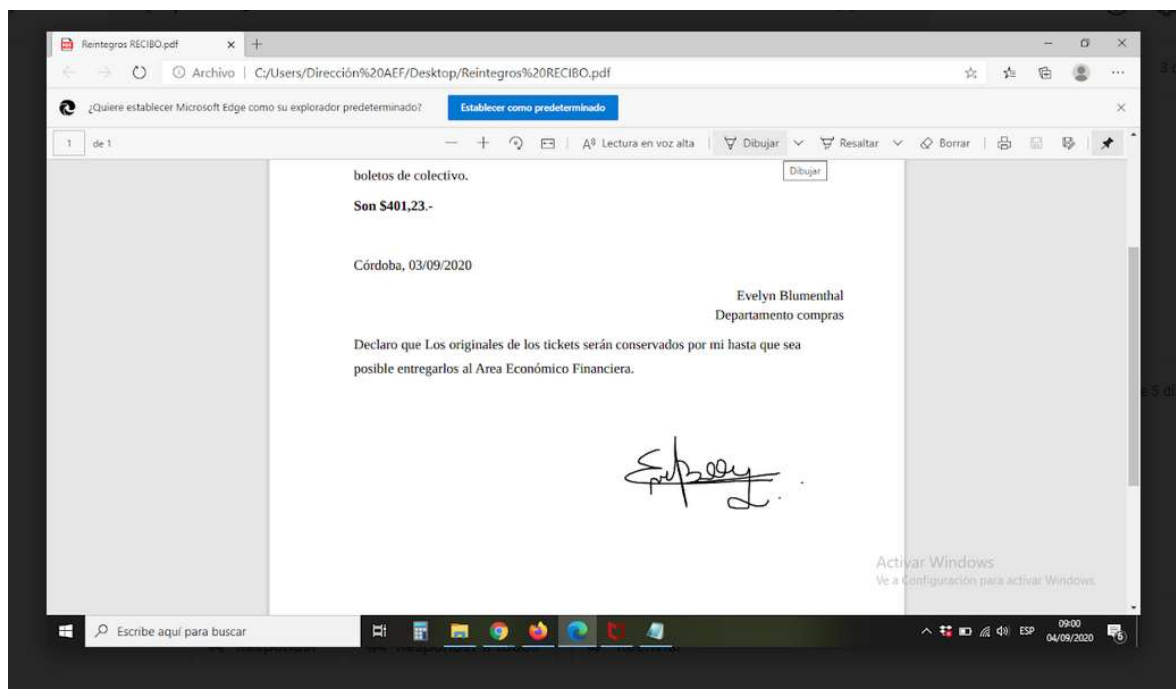 Reintegros RECIBO.pdf
Archivo | C:/Users/Dirección%20AEF/Desktop/Reintegros%20RECIBO.pdf
¿Quiere establecer Microsoft Edge como su explorador predeterminado? Establecer como predeterminado
1 de 1 Lectura en voz alta Dibujar Resaltar Borrar
Dibujar
boletos de colectivo.
Son $401,23.-
Córdoba, 03/09/2020
Evelyn Blumenthal
Departamento compras
Declaro que Los originales de los tickets serán conservados por mi hasta que sea
posible entregarlos al Area Económico Financiera.
Activar Windows
Ve a Configuración para activar Windows.
Escribe aquí para buscar
ESP 09:00
04/09/2020 6